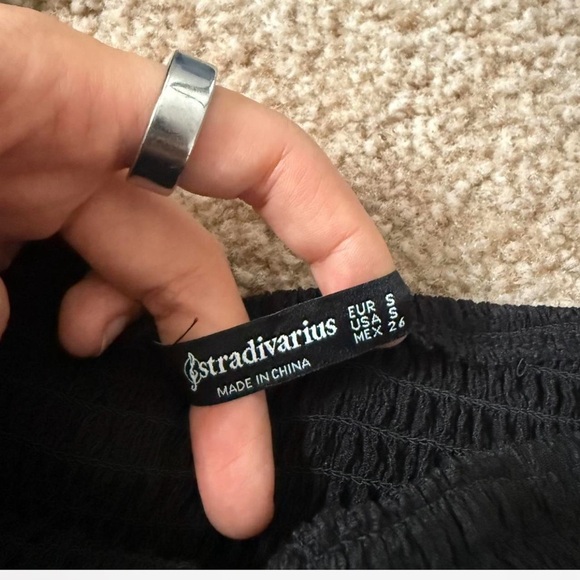 stradivarius
MADE IN CHINA
EUR S
USA S
MEX 26